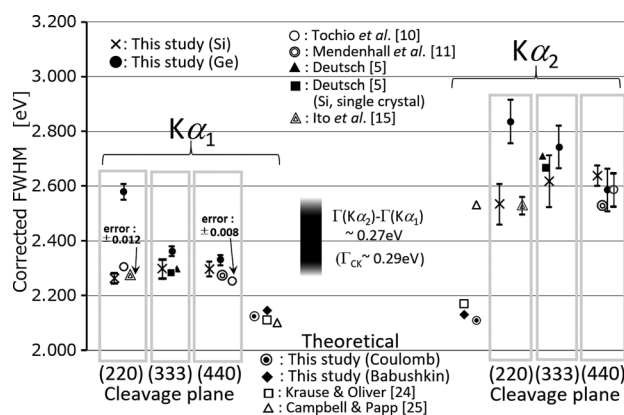 3.200
3.000
2.800
2.600
2.400
2.200
2.000
Corrected FWHM [eV]
: This study (Si)
: This study (Ge)
: Tochio et al. [10]
: Mendenhall et al. [11]
: Deutsch [5]
: Deutsch [5]
(Si, single crystal)
: Ito et al. [15]
Kα1
Kα2
error :
±0.012
error :
±0.008
Γ(Kα2)-Γ(Kα1)
~ 0.27eV
(ΓCK~ 0.29eV)
Theoretical
: This study (Coulomb)
: This study (Babushkin)
: Krause & Oliver [24]
: Campbell & Papp [25]
(220) (333) (440)
Cleavage plane
(220) (333) (440)
Cleavage plane